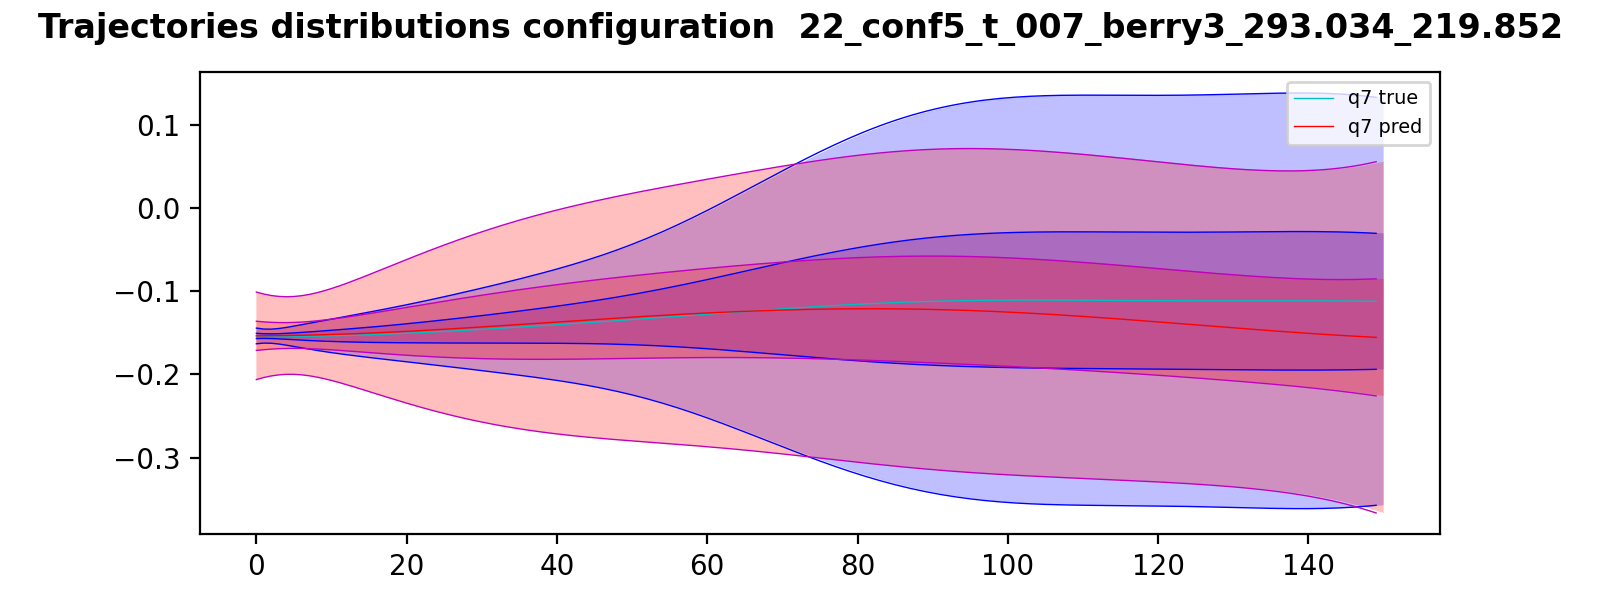 Trajectories distributions configuration  22_conf5_t_007_berry3_293.034_219.852
q7 true
q7 pred
0.1
0.0
−0.1
−0.2
−0.3
0 20 40 60 80 100 120 140